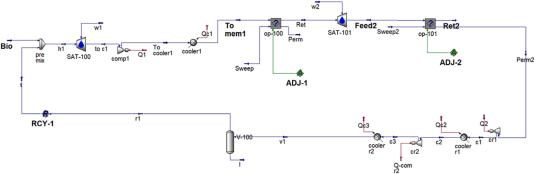 w1
w2
Bio
pre
mix
h1
SAT-100
to c1
comp1
Q1
To
cooler1
Qc1
cooler1
To
mem1
op-100
Ret
Perm
Sweep
ADJ-1
SAT-101
Feed2
Sweep2
op-101
Ret2
ADJ-2
Perm2
t
RCY-1
r1
V-100
v1
l
Qc3
cooler
r2
c3
cr2
Q-com
r2
c2
Qc2
cooler
r1
c1
Q2
cr1